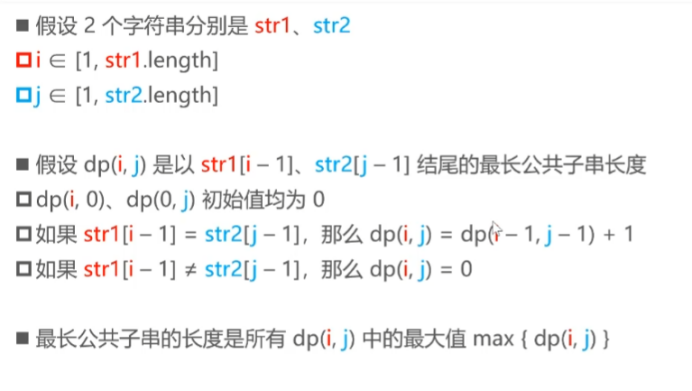 ■ 假设 2 个字符串分别是 str1、str2
□ i ∈ [1, str1.length]
□ j ∈ [1, str2.length]
■ 假设 dp(i, j) 是以 str1[i – 1]、str2[j – 1] 结尾的最长公共子串长度
□ dp(i, 0)、dp(0, j) 初始值均为 0
□ 如果 str1[i – 1] = str2[j – 1]，那么 dp(i, j) = dp(i – 1, j – 1) + 1
□ 如果 str1[i – 1] ≠ str2[j – 1]，那么 dp(i, j) = 0
■ 最长公共子串的长度是所有 dp(i, j) 中的最大值 max { dp(i, j) }